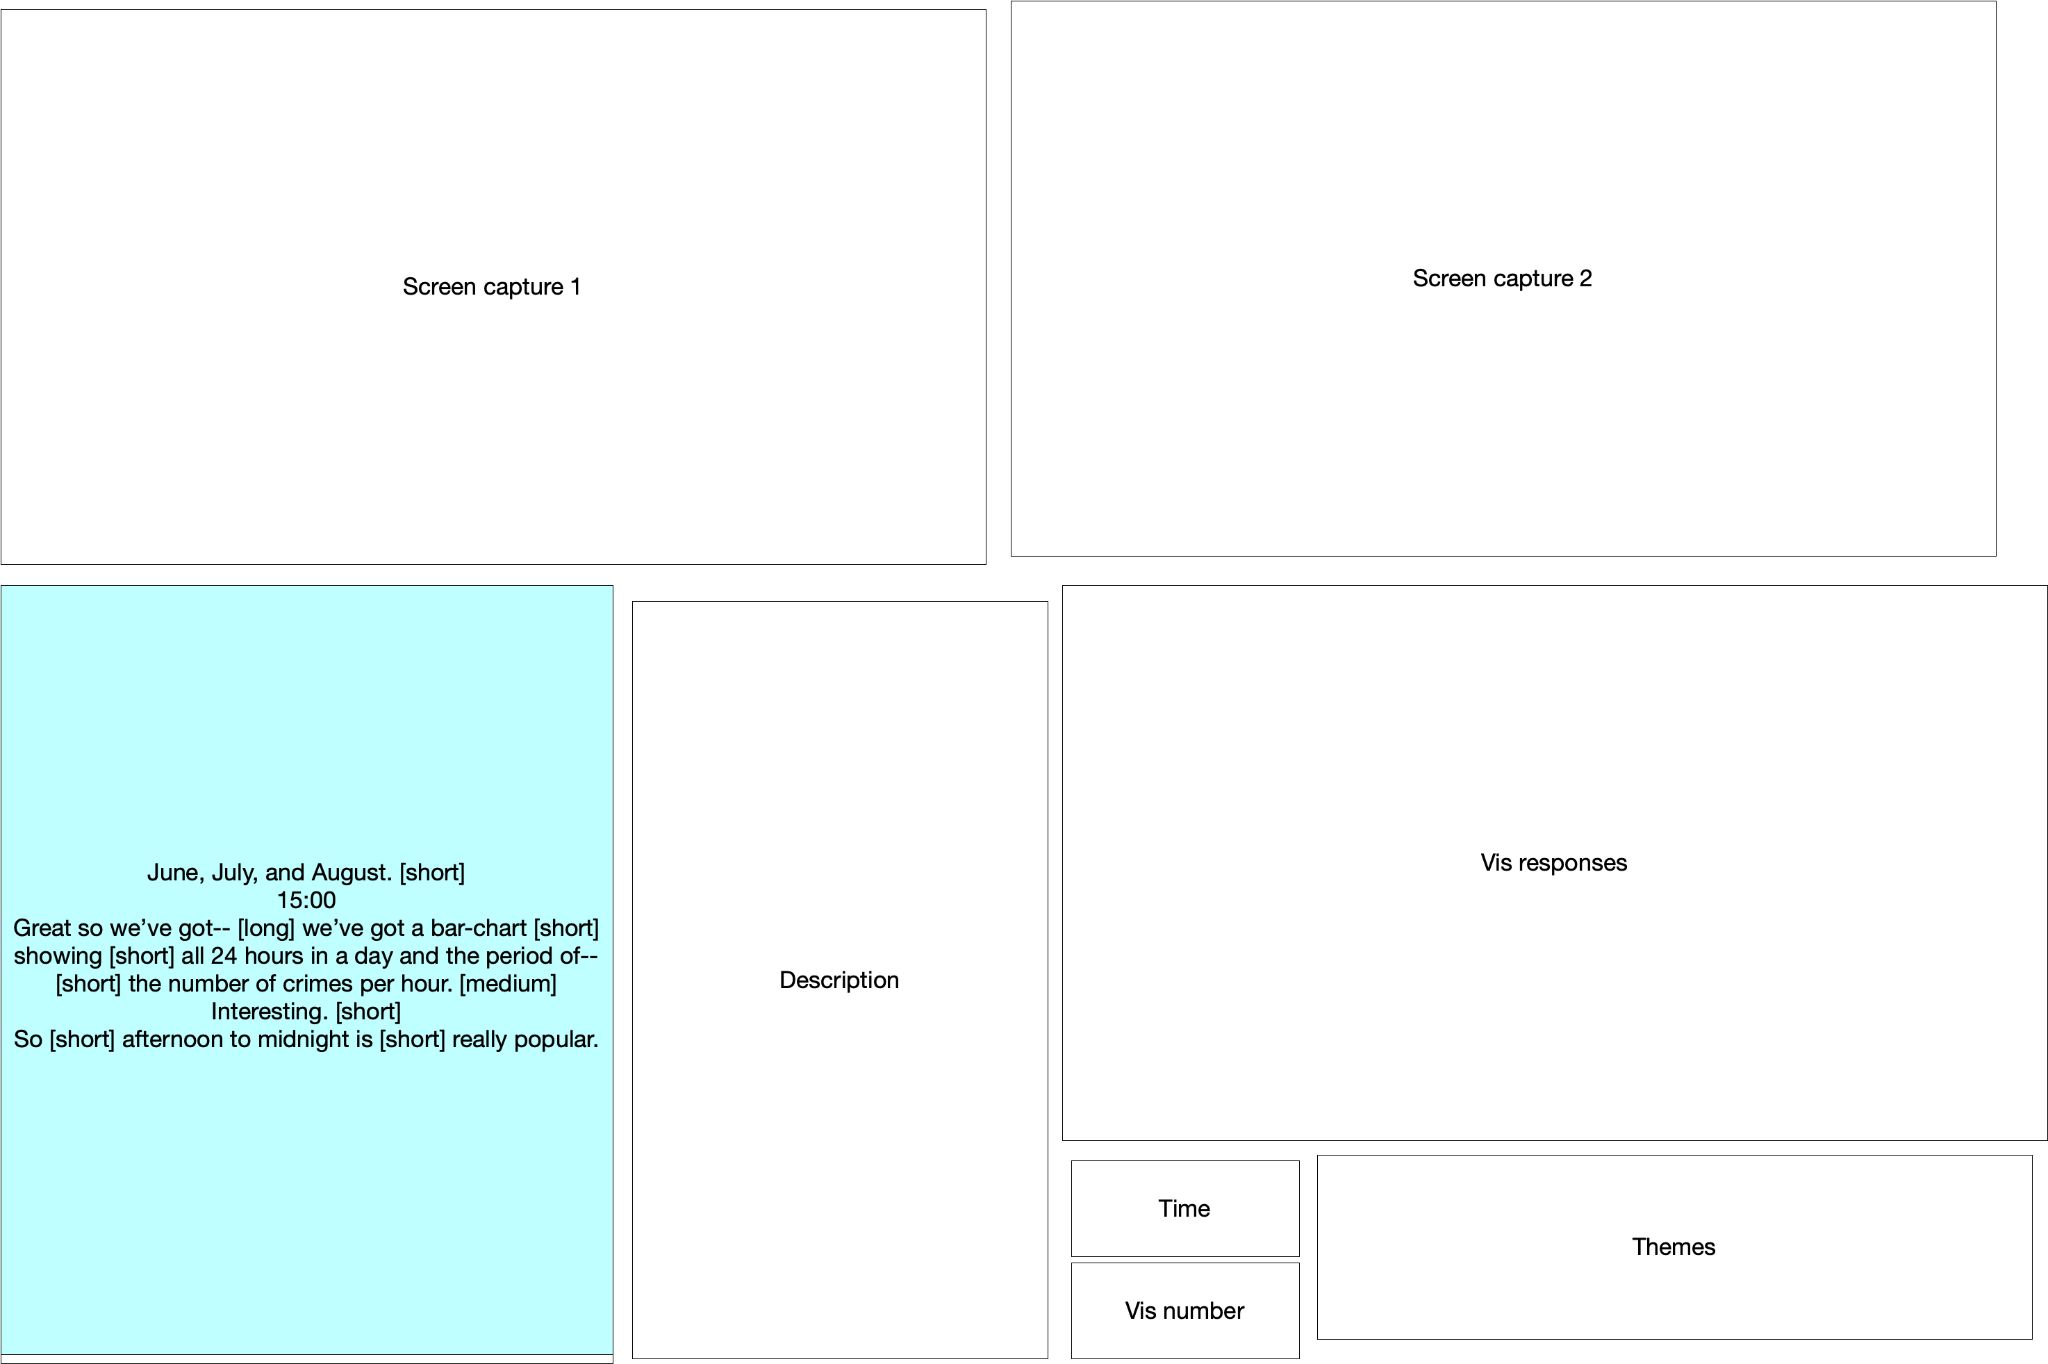 Screen capture 1
Screen capture 2
June, July, and August. [short]
15:00
Great so we’ve got-- [long] we’ve got a bar-chart [short]
showing [short] all 24 hours in a day and the period of--
[short] the number of crimes per hour. [medium]
Interesting. [short]
So [short] afternoon to midnight is [short] really popular.
Description
Vis responses
Time
Vis number
Themes